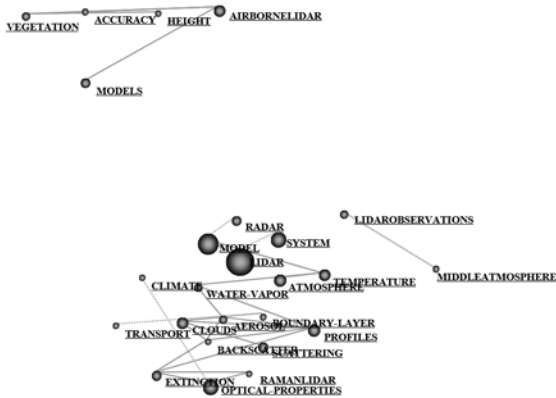 VEGETATION
ACCURACY
HEIGHT
AIRBORNELIDAR
MODELS
RADAR
LIDAROBSERVATIONS
MODEL
SYSTEM
LIDAR
MIDDLEATMOSPHERE
CLIMATE
TEMPERATURE
ATMOSPHERE
WATER-VAPOR
BOUNDARY-LAYER
TRANSPORT
CLOUDS
AEROSOL
PROFILES
BACKSCATTER
SCATTERING
EXTINCTION
RAMANLIDAR
OPTICAL-PROPERTIES